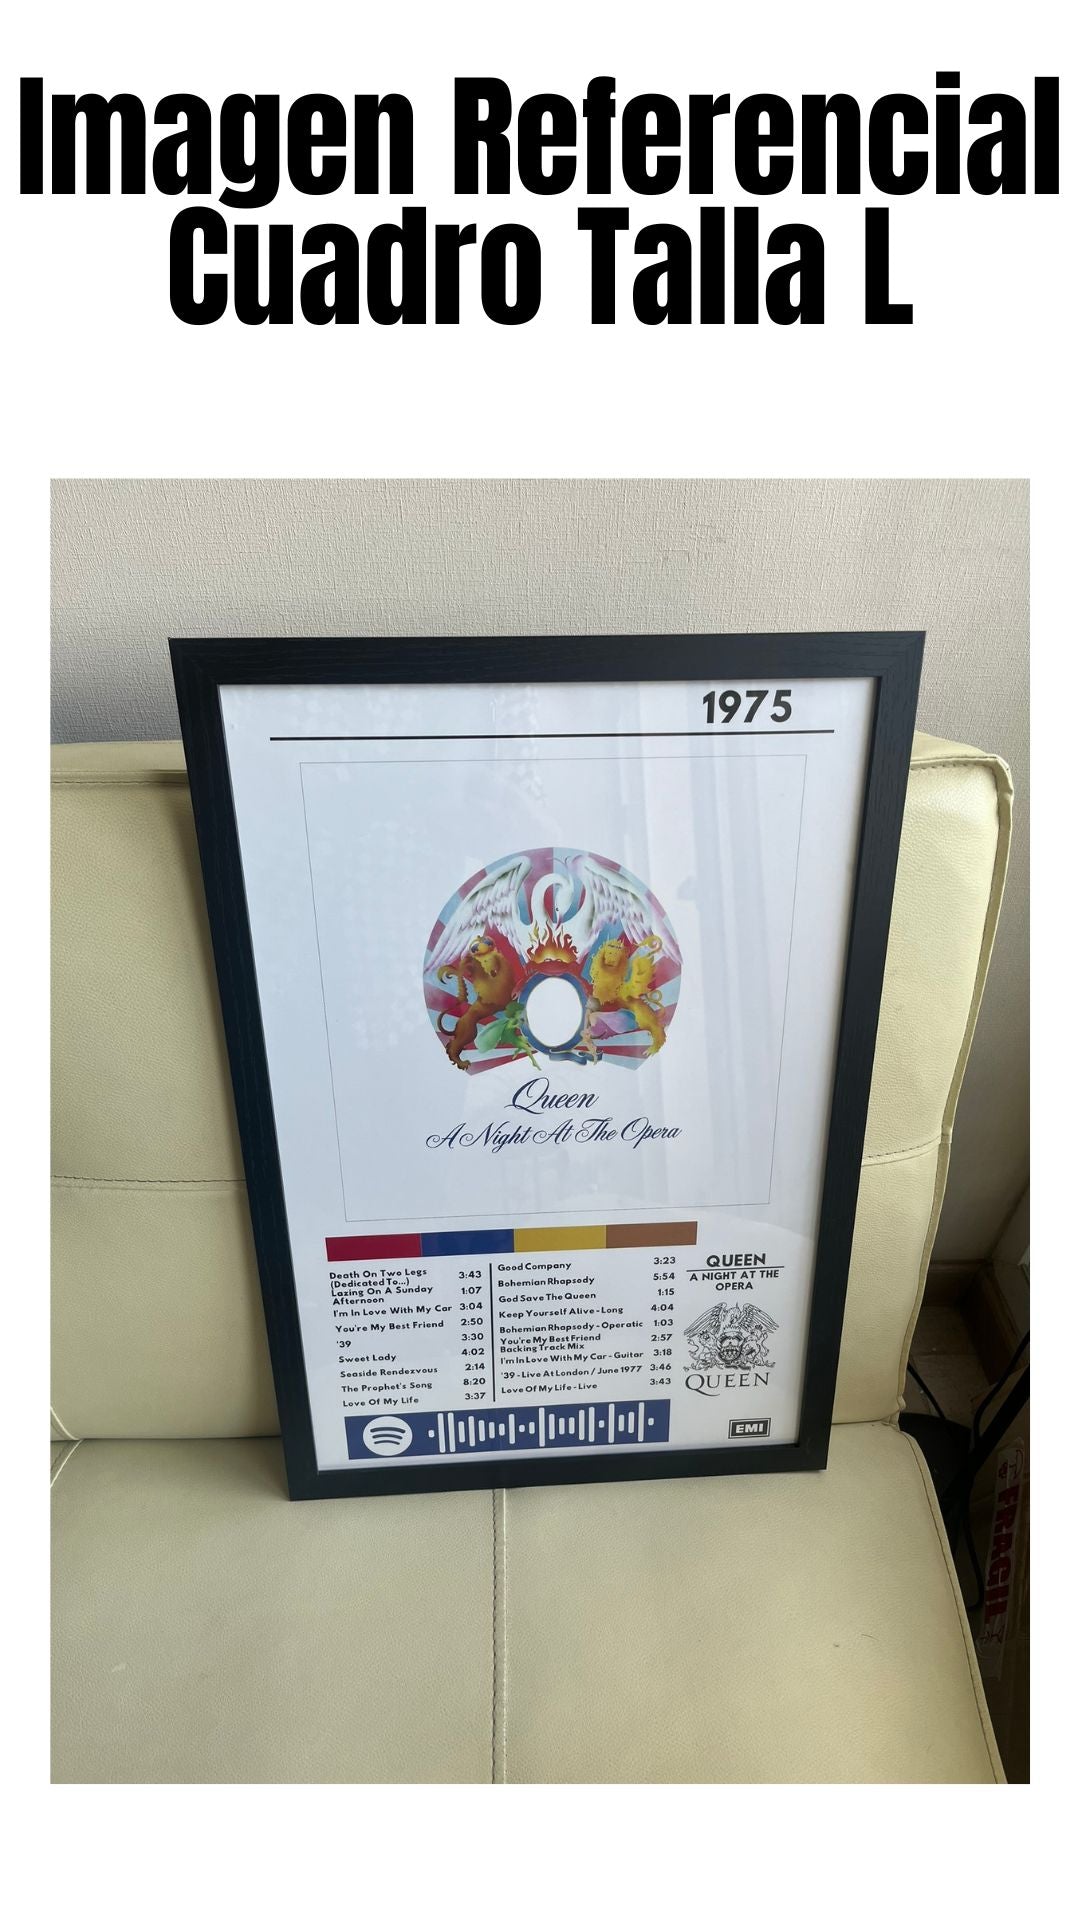 Imagen Referencial
Cuadro Talla L
1975
Queen
A Night At The Opera
Death On Two Legs
(Dedicated To...) 3:43
Lazing On A Sunday
Afternoon 1:07
I'm In Love With My Car 3:04
You're My Best Friend 2:50
'39 3:30
Sweet Lady 4:02
Seaside Rendezvous 2:14
The Prophet's Song 8:20
Love Of My Life 3:37
Good Company 3:23
Bohemian Rhapsody 5:54
God Save The Queen 1:15
Keep Yourself Alive - Long 4:04
Bohemian Rhapsody - Operatic 1:03
You're My Best Friend
Backing Track Mix 2:57
I'm In Love With My Car - Guitar 3:18
'39 - Live At London / June 1977 3:46
Love Of My Life - Live 3:43
QUEEN
A NIGHT AT THE
OPERA
QUEEN
EMI
FRAGIL